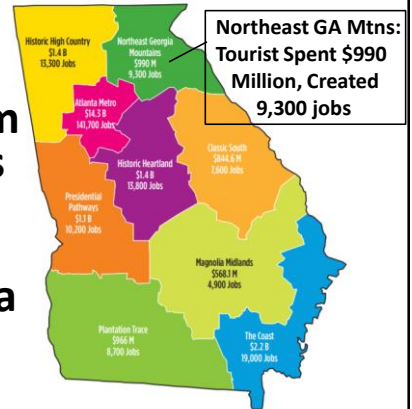 Northeast GA Mtns:
Tourist Spent $990
Million, Created
9,300 jobs
Historic High Country
$1.4 B
13,300 Jobs
Northeast Georgia
Mountains
$990 M
9,300 Jobs
Atlanta Metro
$14.3 B
141,700 Jobs
Historic Heartland
$1.4 B
13,800 Jobs
Classic South
$844.6 M
7,600 Jobs
Presidential
Pathways
$1.1 B
10,200 Jobs
Magnolia Midlands
$568.1 M
4,900 Jobs
Plantation Trace
$966 M
8,700 Jobs
The Coast
$2.2 B
19,000 Jobs
m
s
a